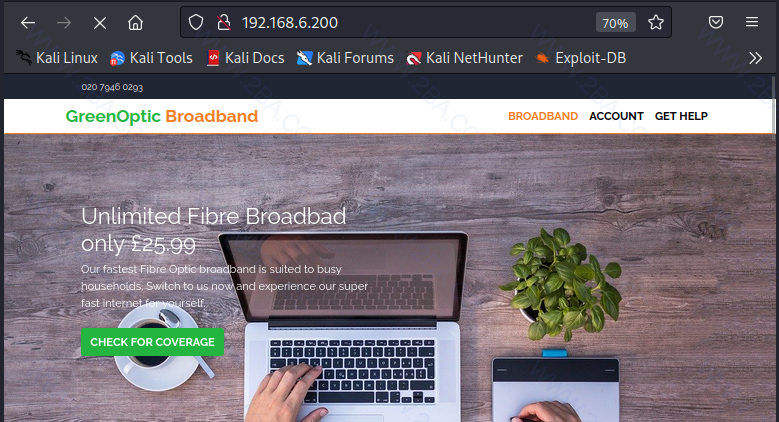 192.168.6.200
70%
Kali Linux Kali Tools Kali Docs Kali Forums Kali NetHunter Exploit-DB
020 7946 0293
GreenOptic Broadband BROADBAND ACCOUNT GET HELP
Unlimited Fibre Broadbad
only £25.99
Our fastest Fibre Optic broadband is suited to busy
households. Switch to us now and experience our super
fast internet for yourself.
CHECK FOR COVERAGE